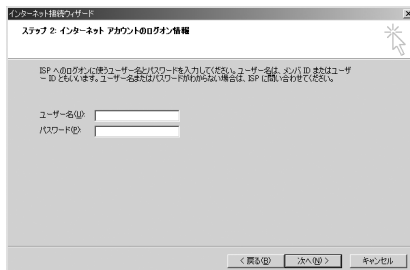 インターネット接続ウィザード
ステップ 2: インターネット アカウントのログオン情報
ISP へのログオンに使うユーザー名とパスワードを入力してください。ユーザー名は、メンバ ID またはユーザ
ー ID ともいいます。ユーザー名またはパスワードがわからない場合は、ISP に問い合わせてください。
ユーザー名(U):
パスワード(P):
< 戻る(B)
次へ(N) >
キャンセル